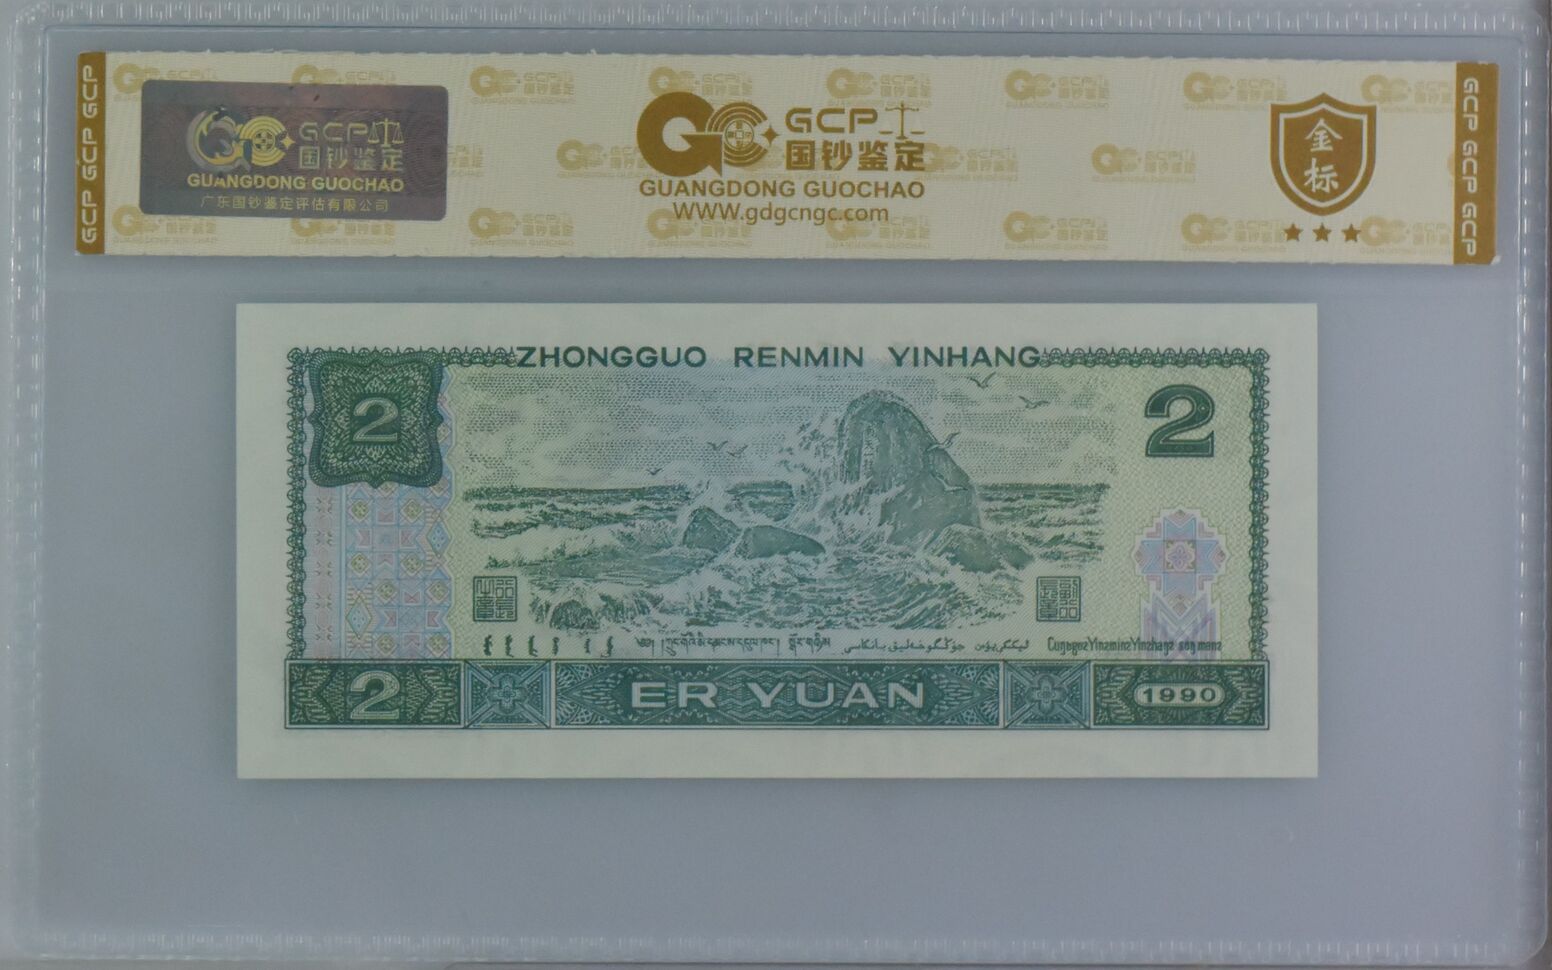 GCP GCP GCP
GCP
国钞鉴定
GUANGDONG GUOCHAO
广东国钞鉴定评估有限公司
GCP
国钞鉴定
GUANGDONG GUOCHAO
WWW.gdgcngc.com
金标
GCP GCP GCP
ZHONGGUO RENMIN YINHANG
2
2
2
ER YUAN
1990